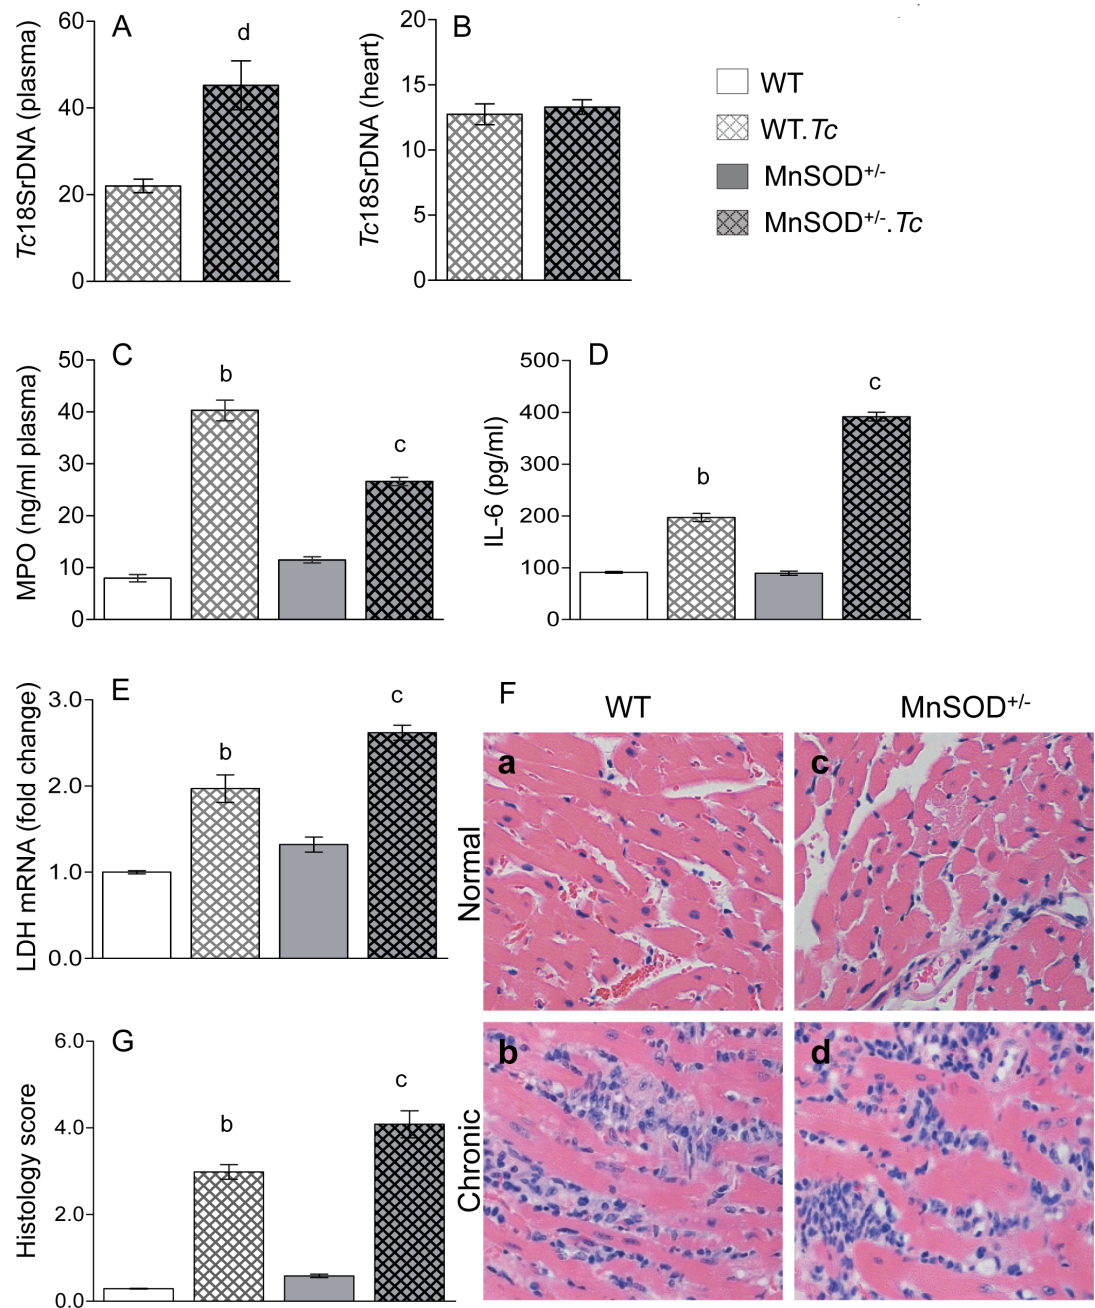 A
Tc18SrDNA (plasma)
60
40
20
0
d
B
Tc18SrDNA (heart)
20
15
10
5
0
WT
WT.Tc
MnSOD+/-
MnSOD+/-.Tc
C
MPO (ng/ml plasma)
50
40
30
20
10
0
b
c
D
IL-6 (pg/ml)
500
400
300
200
100
0
b
c
E
LDH mRNA (fold change)
3.0
2.0
1.0
0.0
b
c
F
WT
MnSOD+/-
Normal
a
c
Chronic
b
d
G
Histology score
6.0
4.0
2.0
0.0
b
c